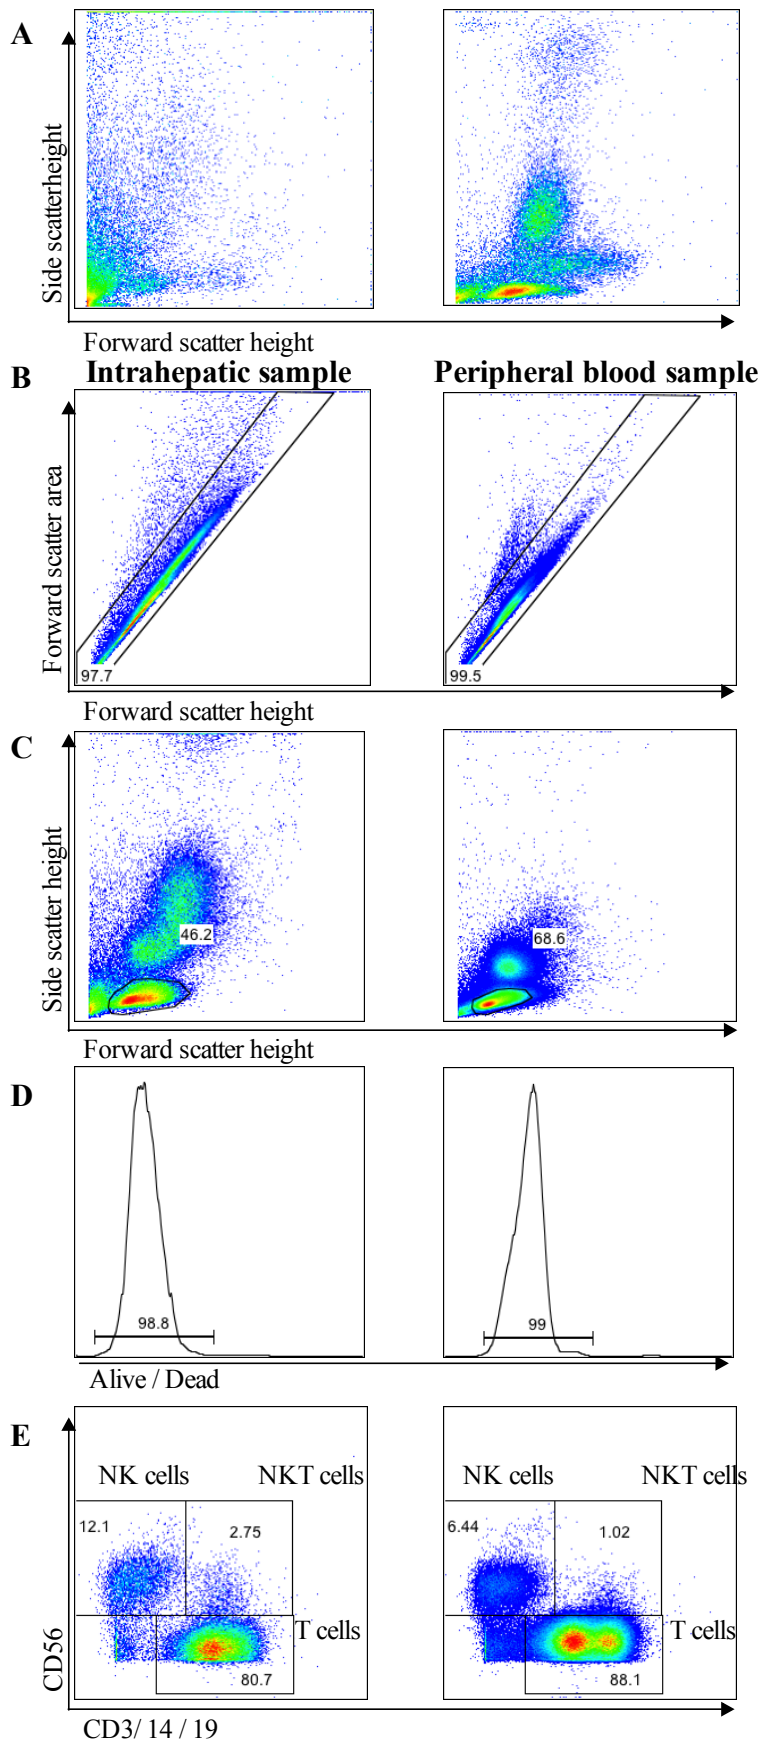 A
Side scatterheight
Forward scatter height
Intrahepatic sample
Peripheral blood sample
B
Forward scatter area
97.7
99.5
Forward scatter height
C
Side scatter height
46.2
68.6
Forward scatter height
D
98.8
99
Alive / Dead
E
NK cells
NKT cells
NK cells
NKT cells
12.1
2.75
6.44
1.02
T cells
T cells
CD56
80.7
88.1
CD3/ 14 / 19